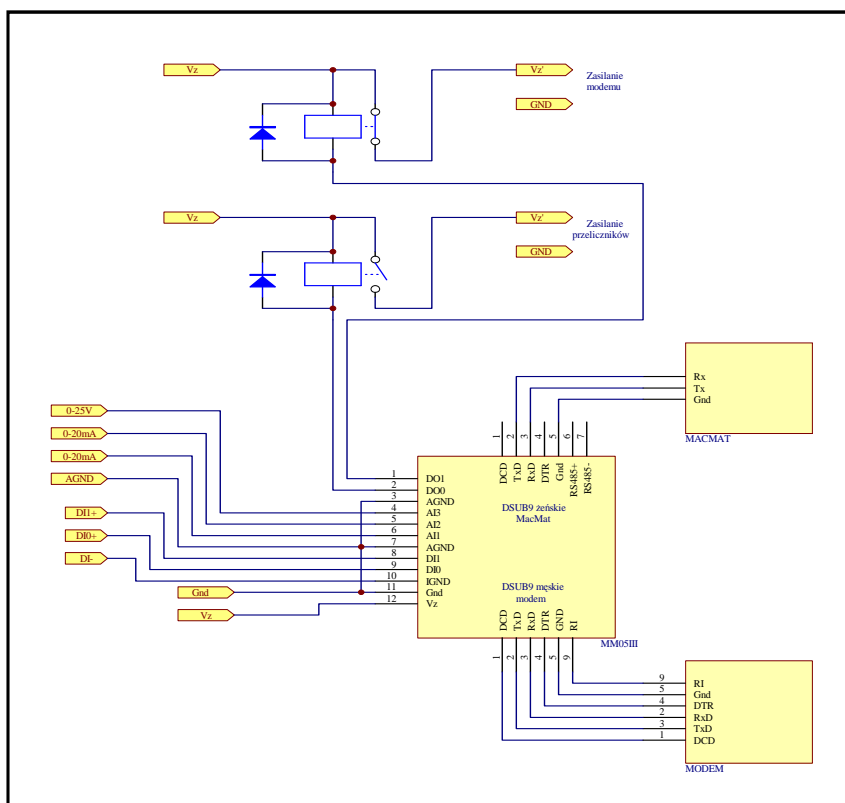 Vz
Vz'
Zasilanie
modemu
GND
Vz
Vz'
Zasilanie
przeliczników
GND
Rx
Tx
Gnd
MACMAT
0-25V
0-20mA
0-20mA
AGND
DI1+
DI0+
DI-
Gnd
Vz
1 2 3 4 5 6 7
DCD TxD RxD DTR Gnd RS485+ RS485-
DSUB9 żeńskie
MacMat
1 DO1
2 DO0
3 AGND
4 AI3
5 AI2
6 AI1
7 AGND
8 DI1
9 DI0
10 IGND
11 Gnd
12 Vz
DSUB9 męskie
modem
DCD TxD RxD DTR GND RI
1 2 3 4 5 9
MM05III
9 RI
5 Gnd
4 DTR
2 RxD
3 TxD
1 DCD
MODEM